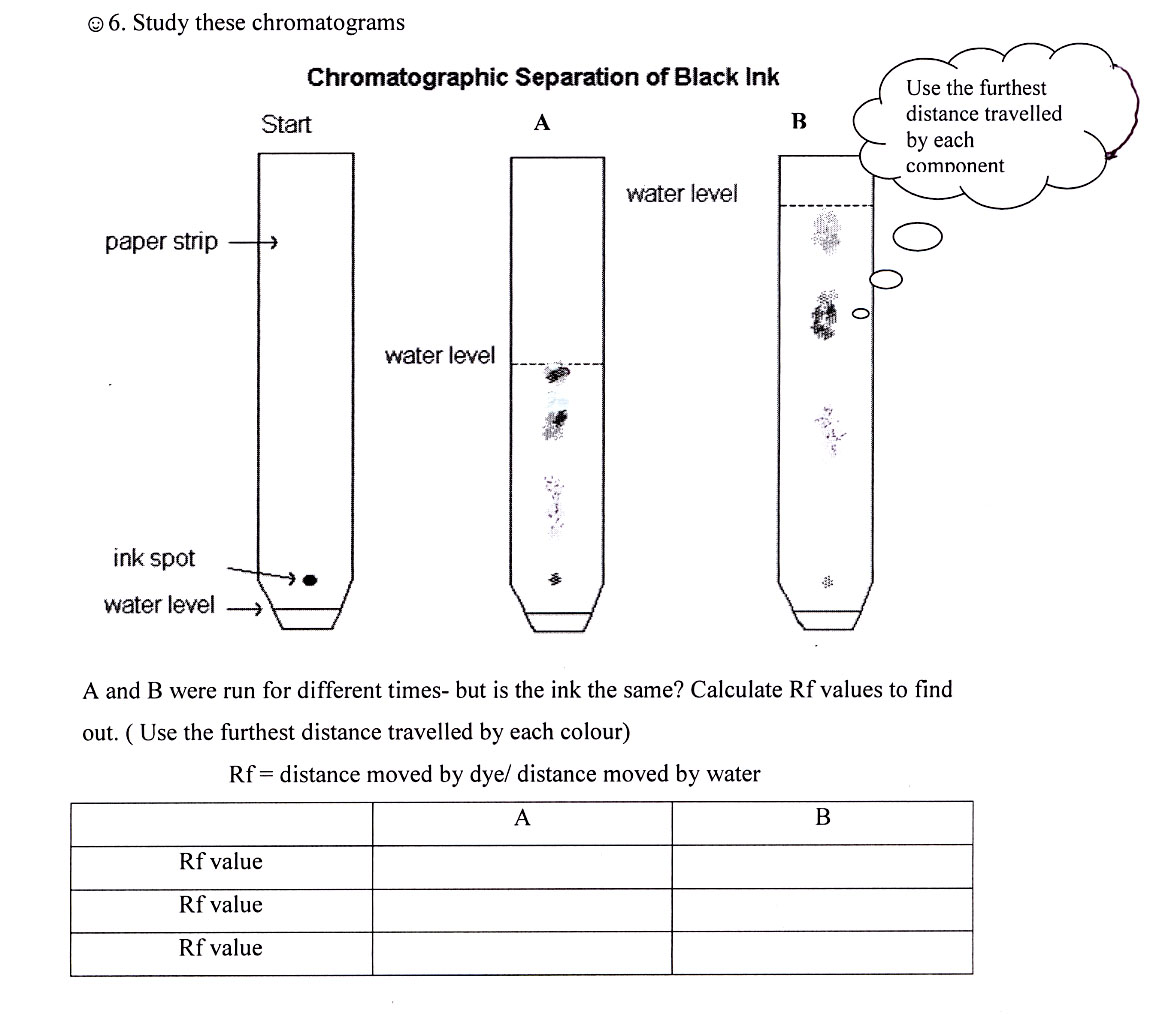 ☺6. Study these chromatograms
Chromatographic Separation of Black Ink
Start
A
B
Use the furthest
distance travelled
by each
component
water level
paper strip
water level
ink spot
water level
A and B were run for different times- but is the ink the same? Calculate Rf values to find
out. ( Use the furthest distance travelled by each colour)
Rf = distance moved by dye/ distance moved by water
A B
Rf value
Rf value
Rf value